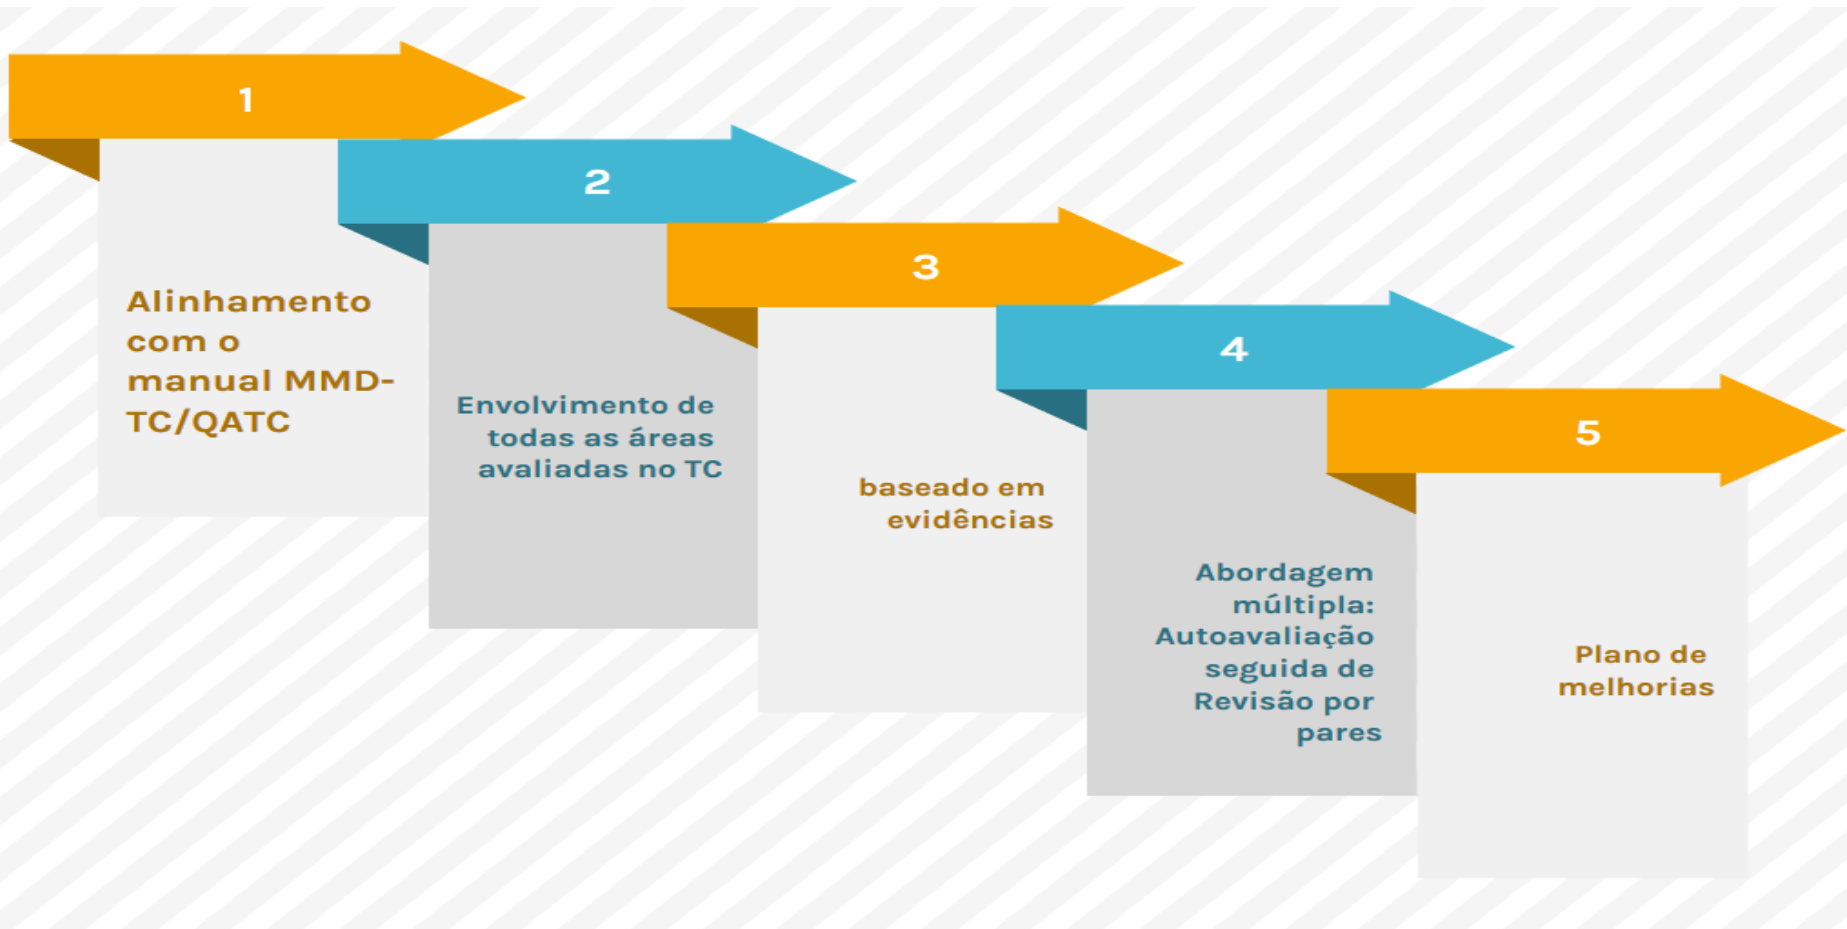 1
Alinhamento
com o
manual MMD-
TC/QATC
2
Envolvimento de
todas as áreas
avaliadas no TC
3
baseado em
evidências
4
Abordagem
múltipla:
Autoavaliação
seguida de
Revisão por
pares
5
Plano de
melhorias